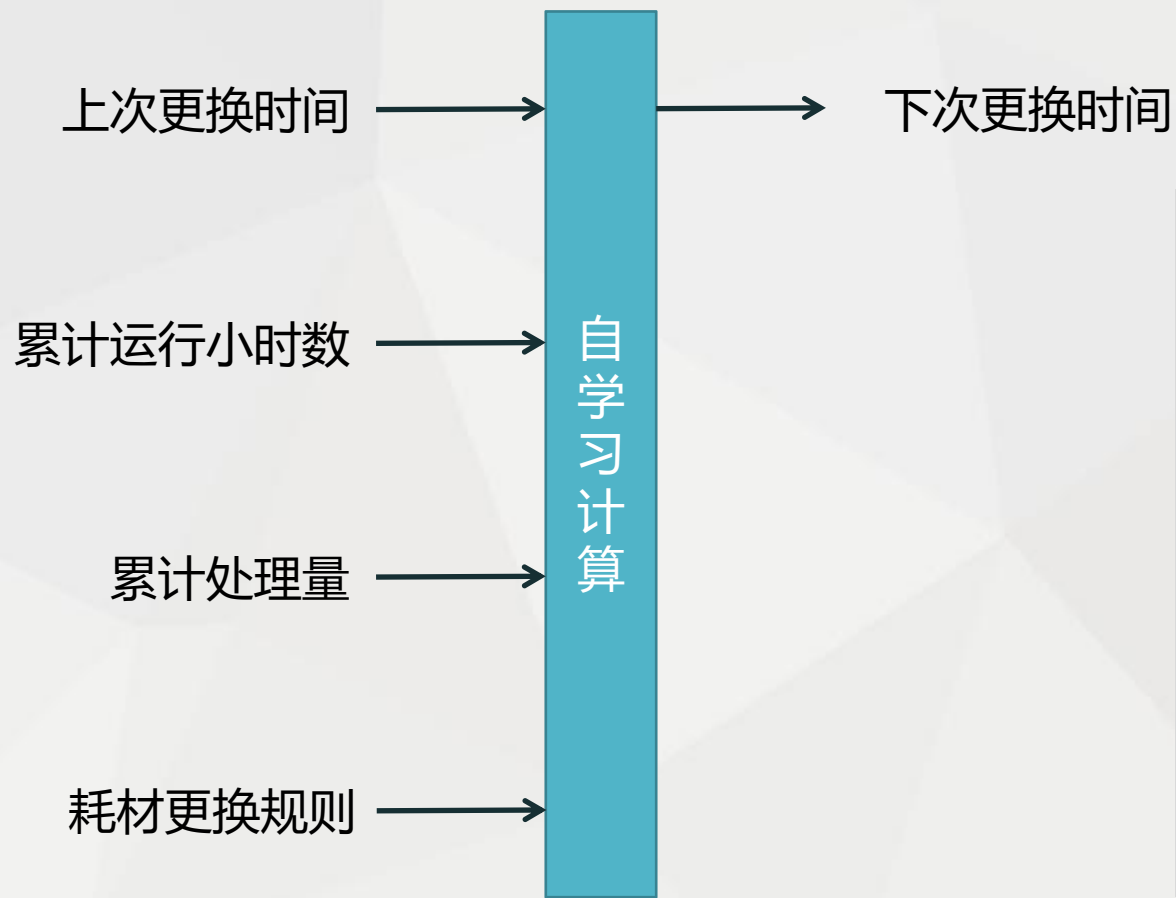 上次更换时间
下次更换时间
累计运行小时数
自学习计算
累计处理量
耗材更换规则